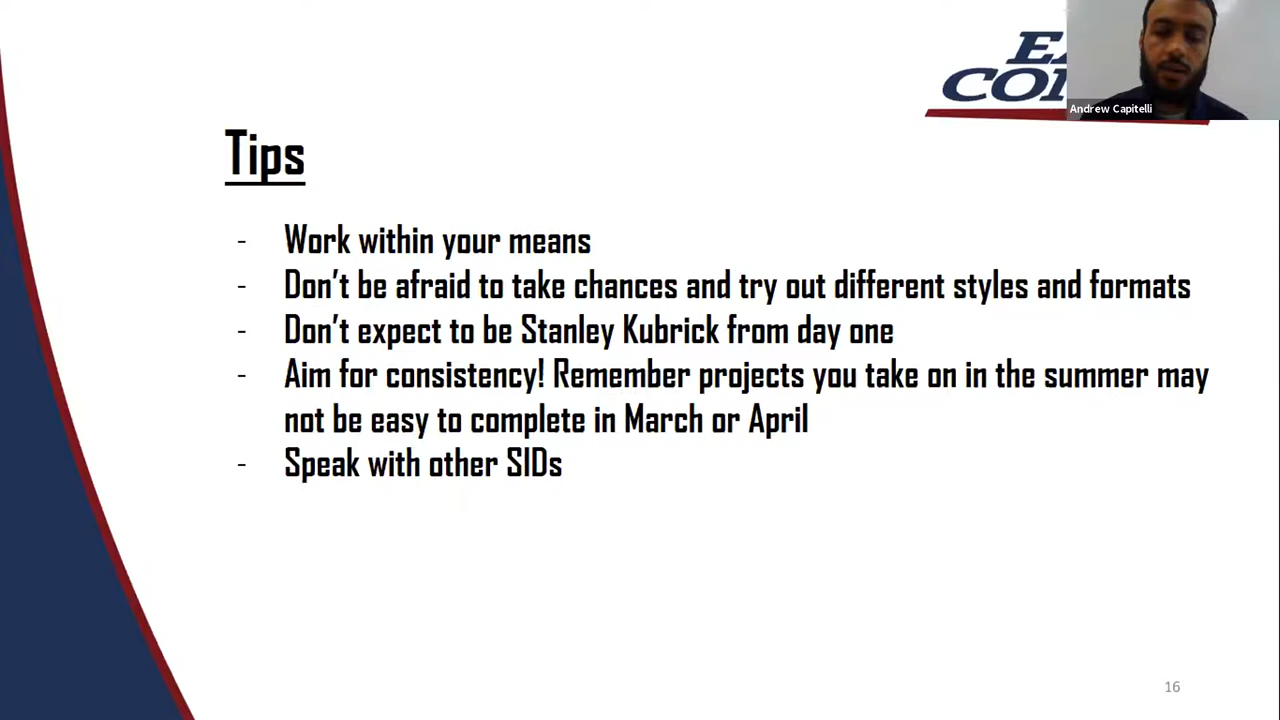 Andrew Capitelli
Tips
- Work within your means
- Don't be afraid to take chances and try out different styles and formats
- Don't expect to be Stanley Kubrick from day one
- Aim for consistency! Remember projects you take on in the summer may
not be easy to complete in March or April
- Speak with other SIDs
16